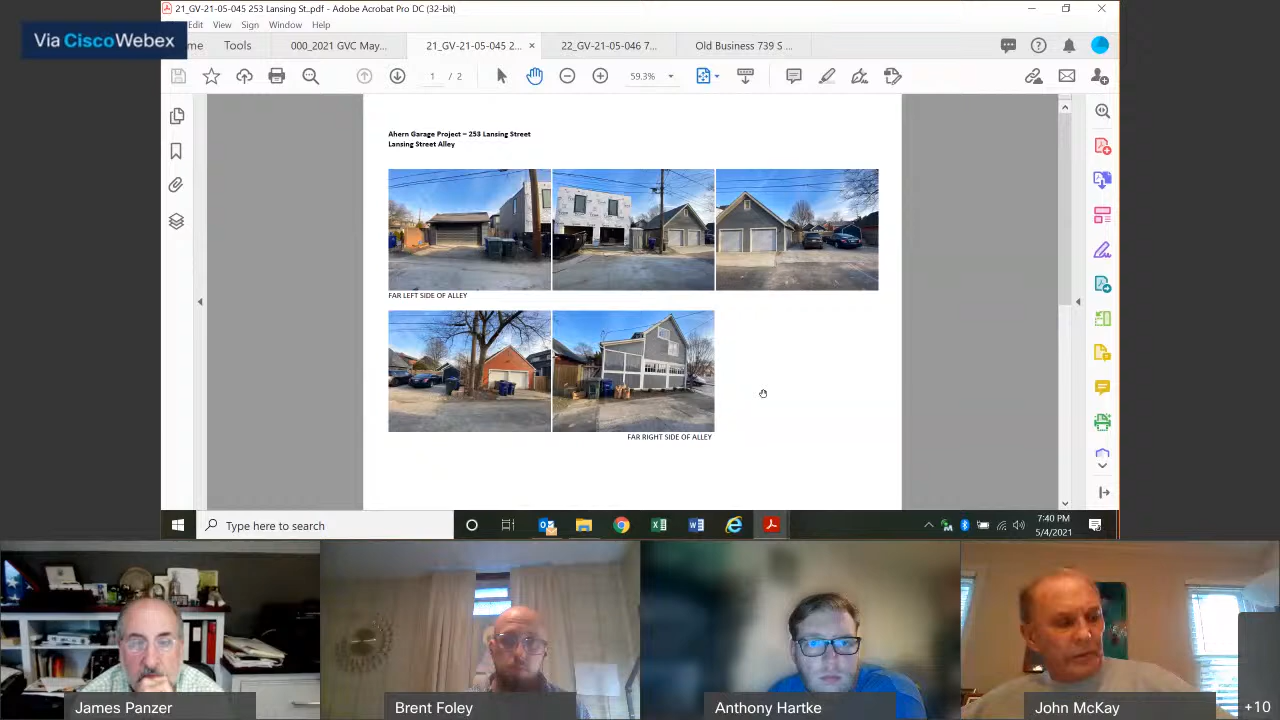 21_GV-21-05-045 253 Lansing St..pdf - Adobe Acrobat Pro DC (32-bit)
Edit View Sign Window Help
Via CiscoWebex
me Tools 000_2021 GVC May... 21_GV-21-05-045 2... × 22_GV-21-05-046 7... Old Business 739 S ...
1 / 2 59.3%
Ahern Garage Project – 253 Lansing Street
Lansing Street Alley
FAR LEFT SIDE OF ALLEY
FAR RIGHT SIDE OF ALLEY
Type here to search
7:40 PM
5/4/2021
James Panzer Brent Foley Anthony Hartke John McKay +10